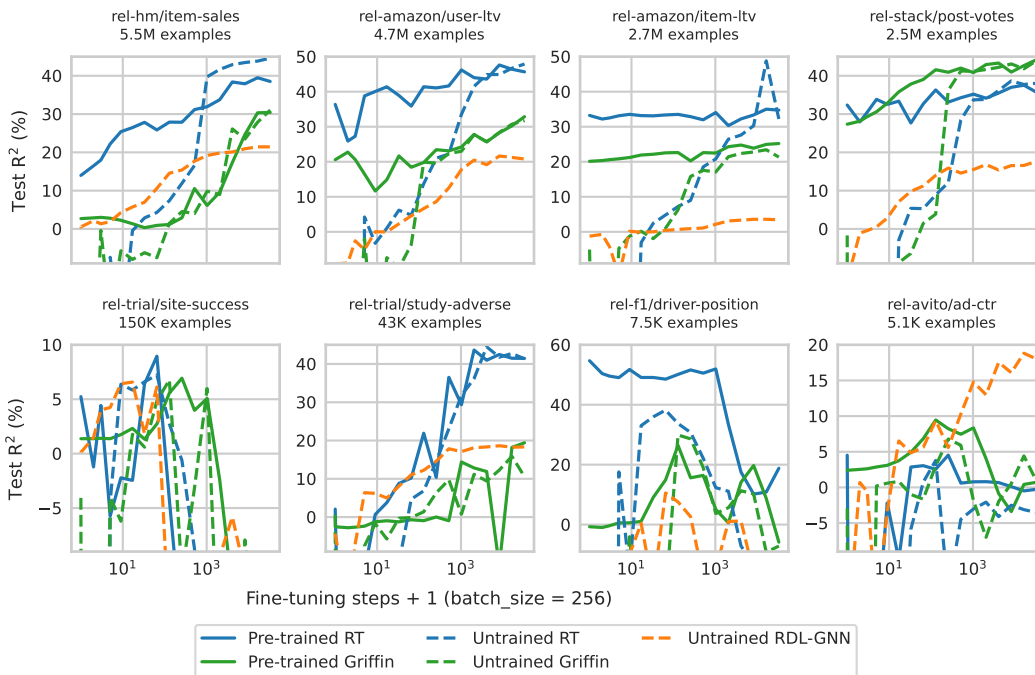 rel-hm/item-sales
5.5M examples
rel-amazon/user-ltv
4.7M examples
rel-amazon/item-ltv
2.7M examples
rel-stack/post-votes
2.5M examples
Test R² (%)
40
30
20
10
0
50
40
30
20
10
0
50
40
30
20
10
0
40
30
20
10
0
rel-trial/site-success
150K examples
rel-trial/study-adverse
43K examples
rel-f1/driver-position
7.5K examples
rel-avito/ad-ctr
5.1K examples
Test R² (%)
10
5
0
−5
40
30
20
10
0
60
40
20
0
20
15
10
5
0
−5
10¹ 10³
10¹ 10³
10¹ 10³
10¹ 10³
Fine-tuning steps + 1 (batch_size = 256)
Pre-trained RT Untrained RT Untrained RDL-GNN
Pre-trained Griffin Untrained Griffin